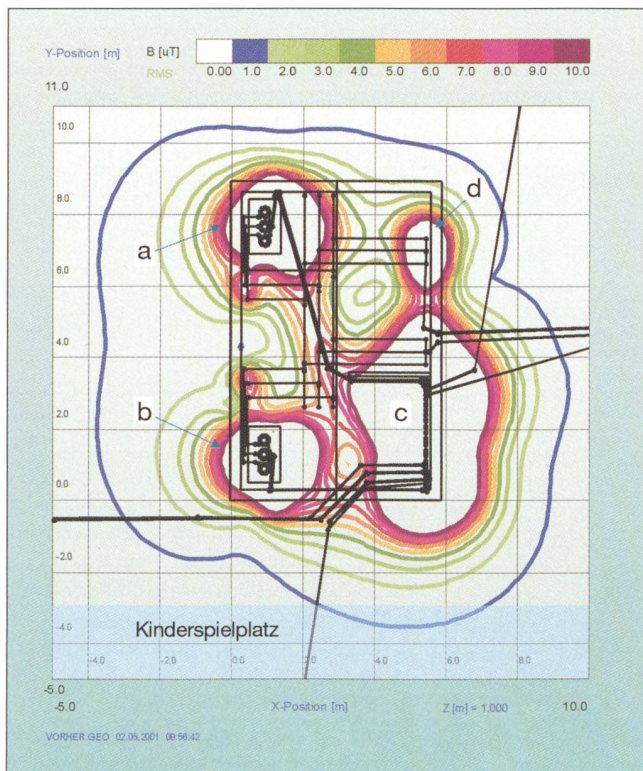 Y-Position [m] B [uT]
RMS
0.00 1.0 2.0 3.0 4.0 5.0 6.0 7.0 8.0 9.0 10.0
11.0
10.0
8.0
6.0
4.0
2.0
0.0
-2.0
-4.0
a
d
b
c
Kinderspielplatz
-4.0 -2.0 0.0 2.0 4.0 6.0 8.0
-5.0
-5.0 X-Position [m] Z [m] = 1.000 10.0
VORHER.GEO 02.05.2001 09:56:42